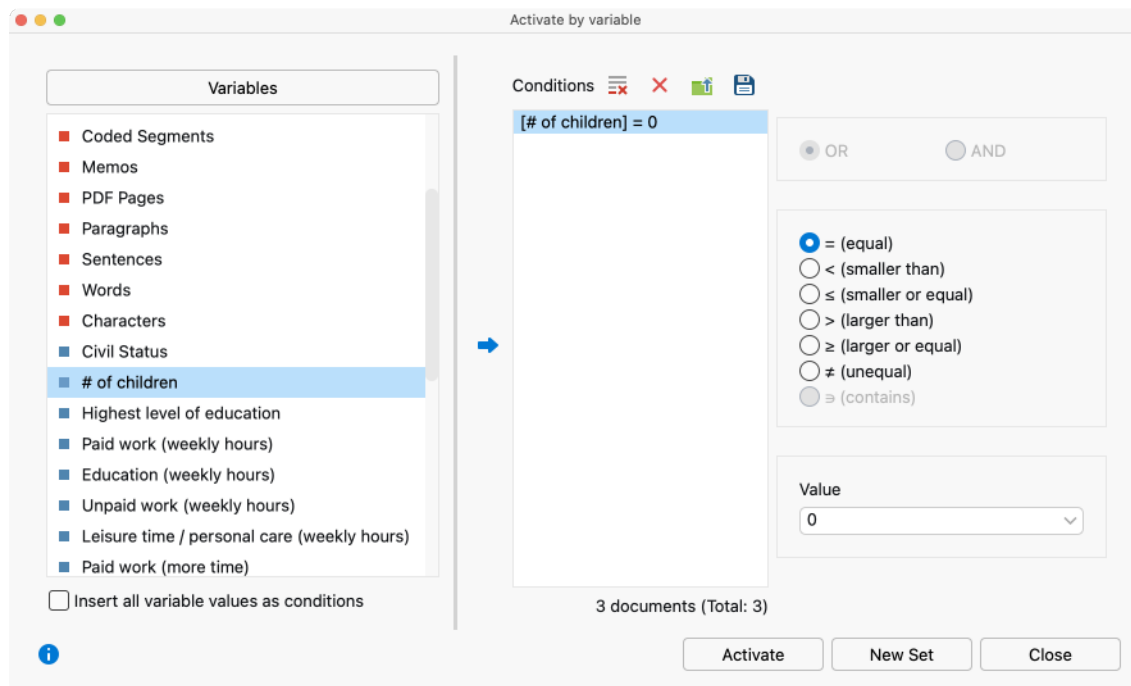 Activate by variable
Variables
Coded Segments
Memos
PDF Pages
Paragraphs
Sentences
Words
Characters
Civil Status
# of children
Highest level of education
Paid work (weekly hours)
Education (weekly hours)
Unpaid work (weekly hours)
Leisure time / personal care (weekly hours)
Paid work (more time)
Insert all variable values as conditions
Conditions
[# of children] = 0
3 documents (Total: 3)
OR AND
= (equal)
< (smaller than)
≤ (smaller or equal)
> (larger than)
≥ (larger or equal)
≠ (unequal)
∋ (contains)
Value
0
Activate New Set Close